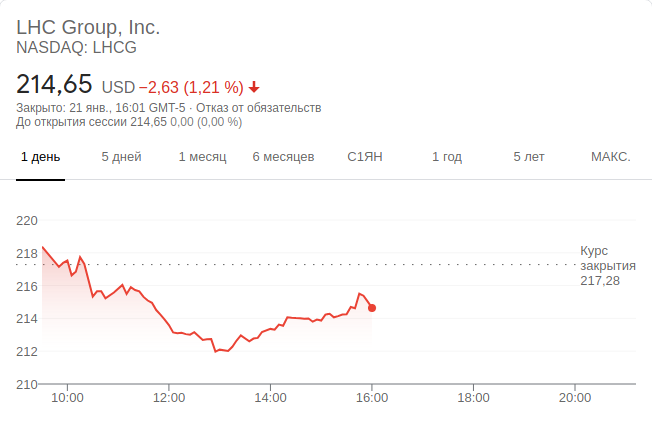 LHC Group, Inc.
NASDAQ: LHCG
214,65 USD −2,63 (1,21 %)
Закрыто: 21 янв., 16:01 GMT-5 · Отказ от обязательств
До открытия сессии 214,65 0,00 (0,00 %)
1 день 5 дней 1 месяц 6 месяцев С1ЯН 1 год 5 лет МАКС.
220
218
Курс
закрытия
217,28
216
214
212
210
10:00 12:00 14:00 16:00 18:00 20:00